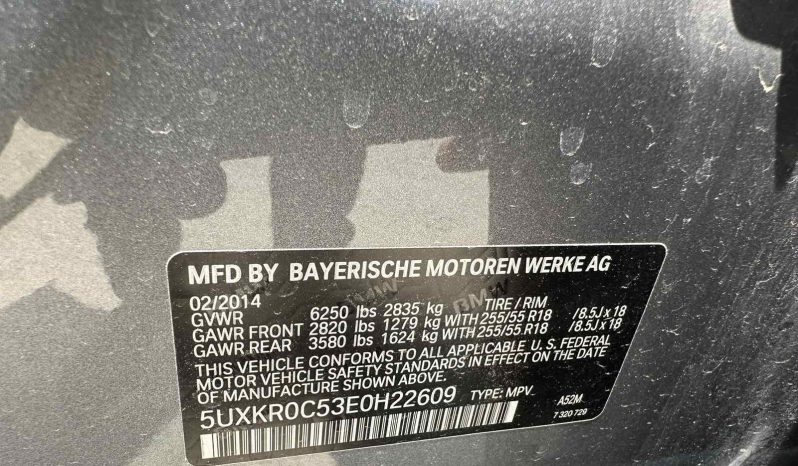 MFD BY BAYERISCHE MOTOREN WERKE AG
02/2014 TIRE / RIM
GVWR 6250 lbs 2835 kg
GAWR FRONT 2820 lbs 1279 kg WITH 255/55 R18 /8.5J x 18
GAWR REAR 3580 lbs 1624 kg WITH 255/55 R18 /8.5J x 18
THIS VEHICLE CONFORMS TO ALL APPLICABLE U. S. FEDERAL
MOTOR VEHICLE SAFETY STANDARDS IN EFFECT ON THE DATE
OF MANUFACTURE SHOWN ABOVE.
5UXKR0C53E0H22609 TYPE: MPV A52M
7 320 729
BMW